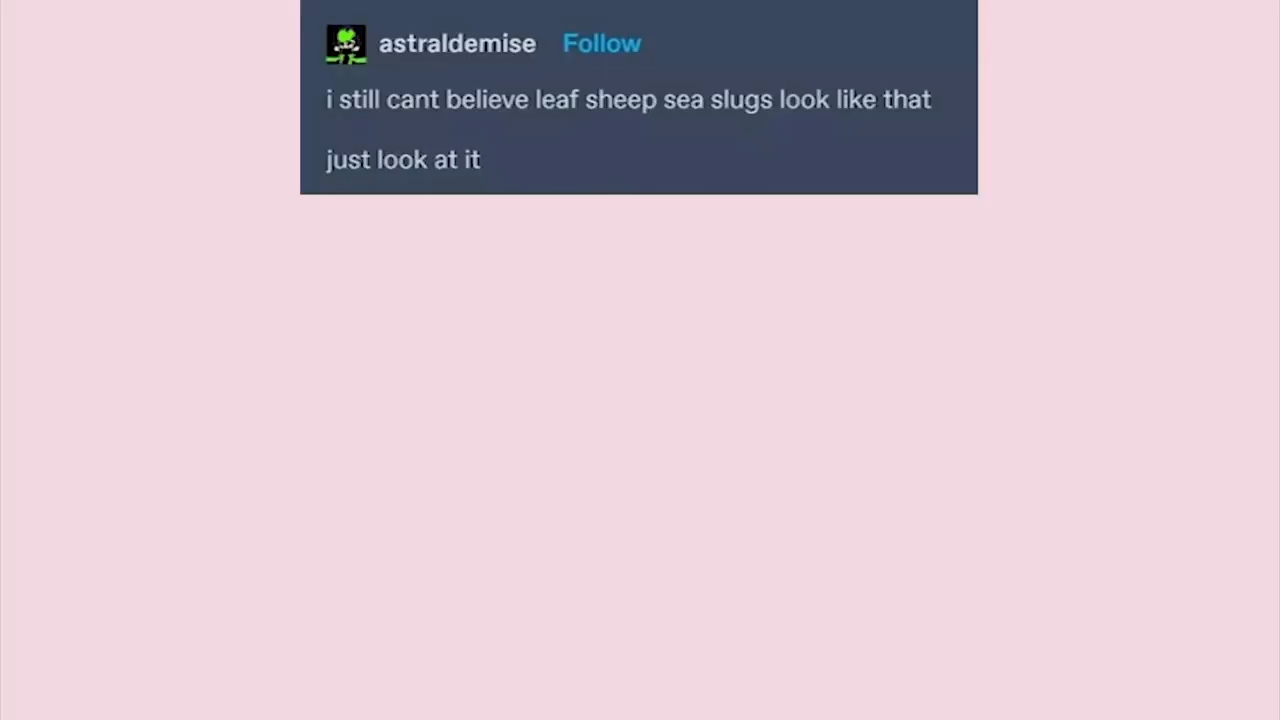 astraldemise Follow
i still cant believe leaf sheep sea slugs look like that
just look at it